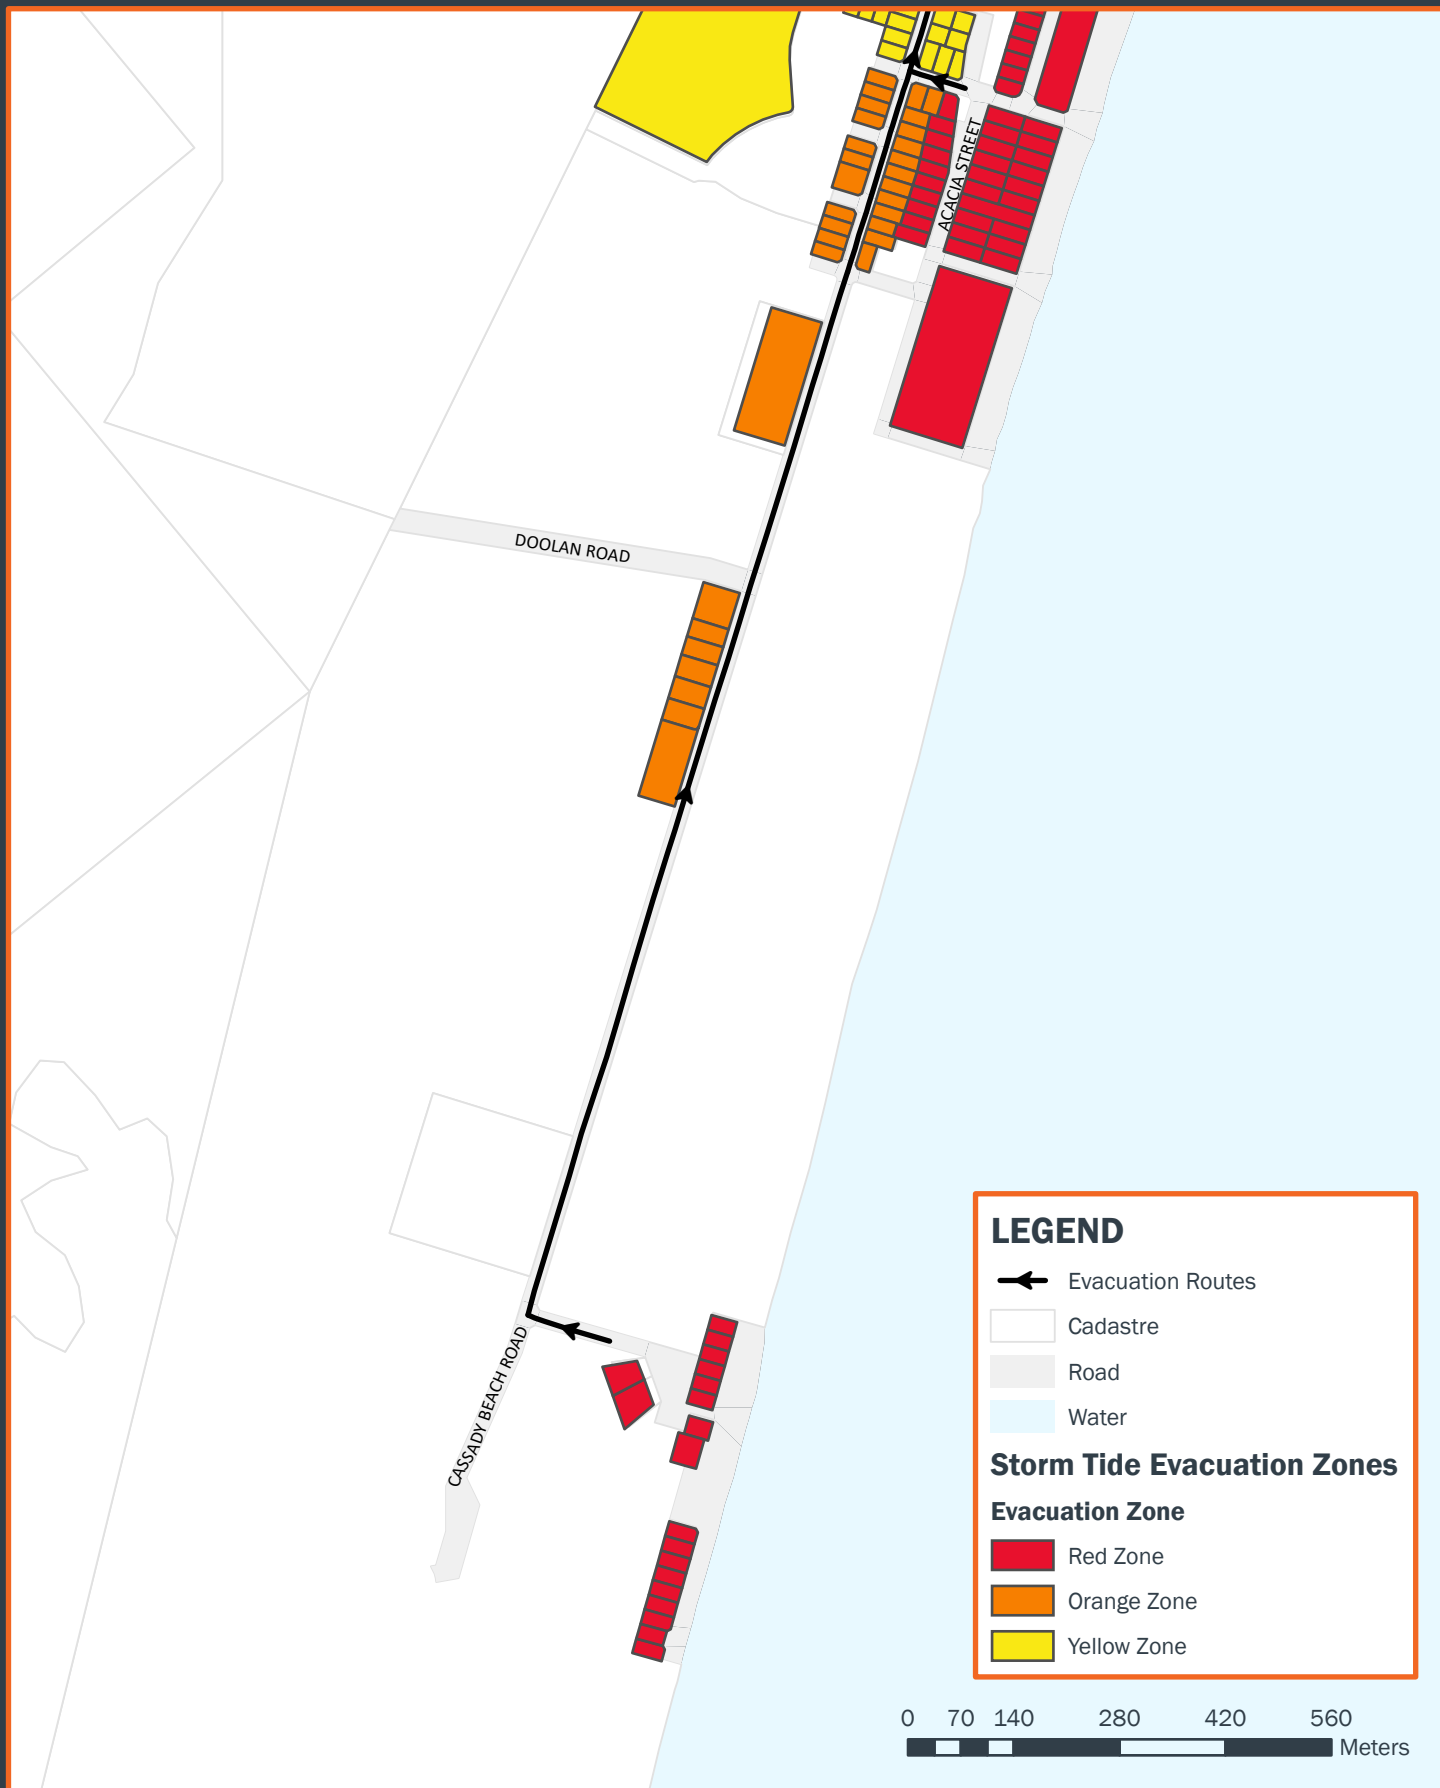 ACACIA STREET
DOOLAN ROAD
CASSADY BEACH ROAD
LEGEND
Evacuation Routes
Cadastre
Road
Water
Storm Tide Evacuation Zones
Evacuation Zone
Red Zone
Orange Zone
Yellow Zone
0 70 140 280 420 560
Meters